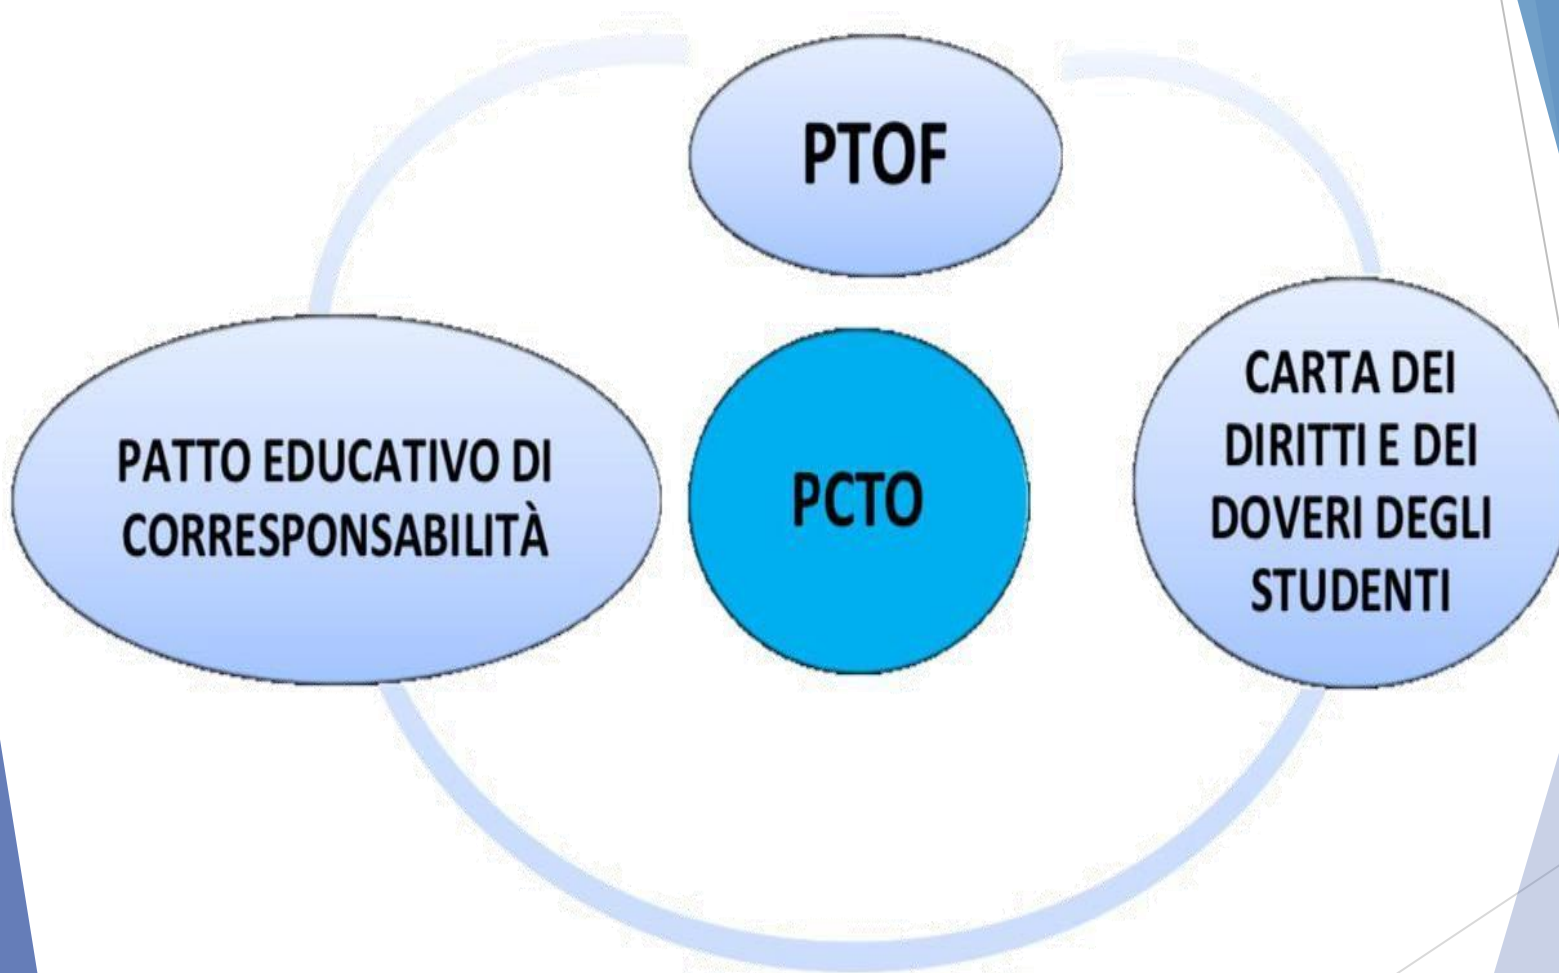 PTOF
PATTO EDUCATIVO DI
CORRESPONSABILITÀ
PCTO
CARTA DEI
DIRITTI E DEI
DOVERI DEGLI
STUDENTI